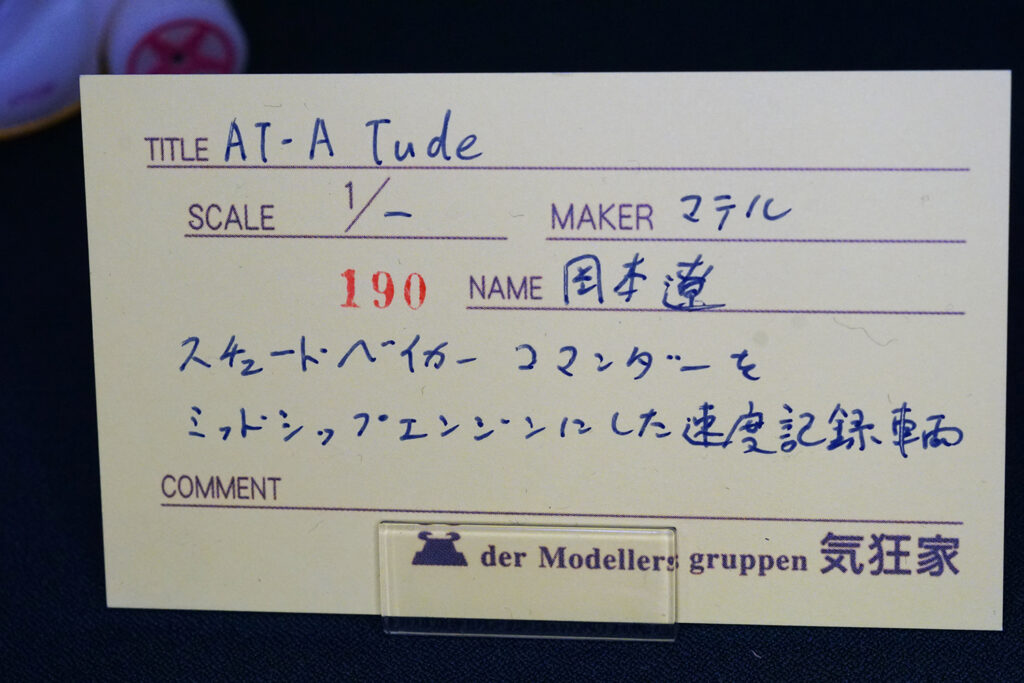 TITLE AT-A Tude
SCALE 1/-
MAKER マテル
190
NAME 岡本遼
スチュードベイカー コマンダーを
ミッドシップエンジンにした速度記録車両
COMMENT
der Modellers gruppen 気狂家